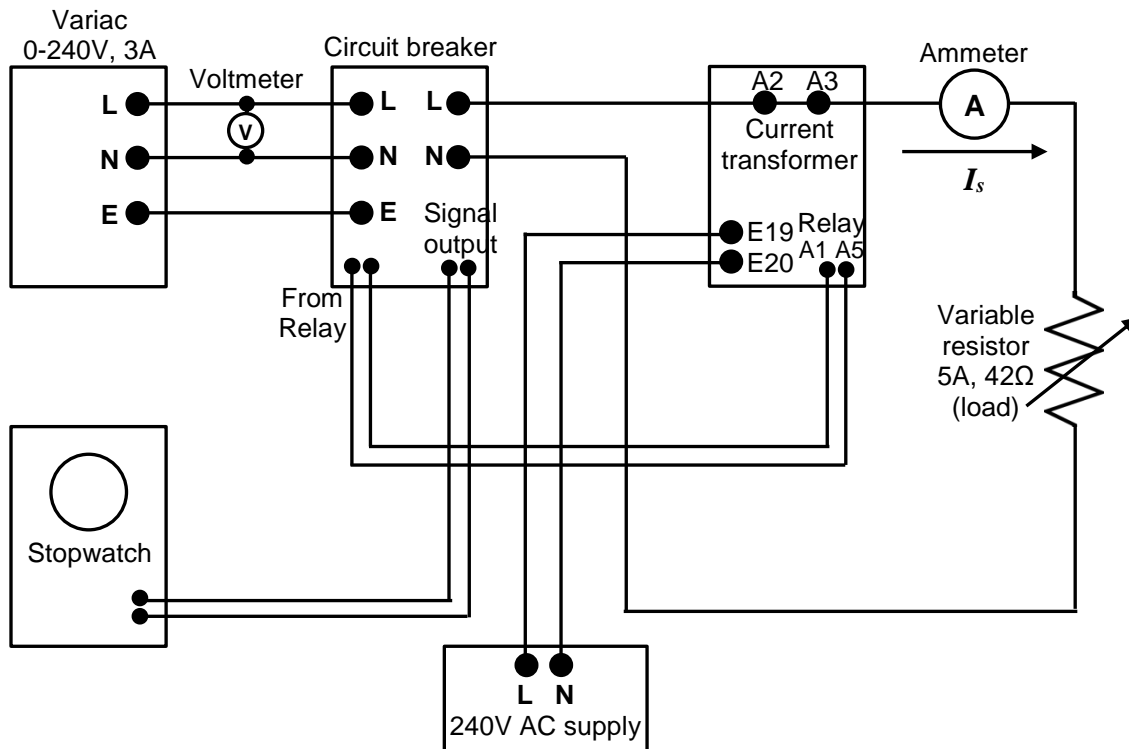 Variac
0-240V, 3A
L
N
E
Voltmeter
V
Circuit breaker
L
L
N
N
E
Signal
output
From
Relay
A2 A3
Current
transformer
E19
E20
Relay
A1 A5
Ammeter
A
Is
Variable
resistor
5A, 42Ω
(load)
Stopwatch
L N
240V AC supply